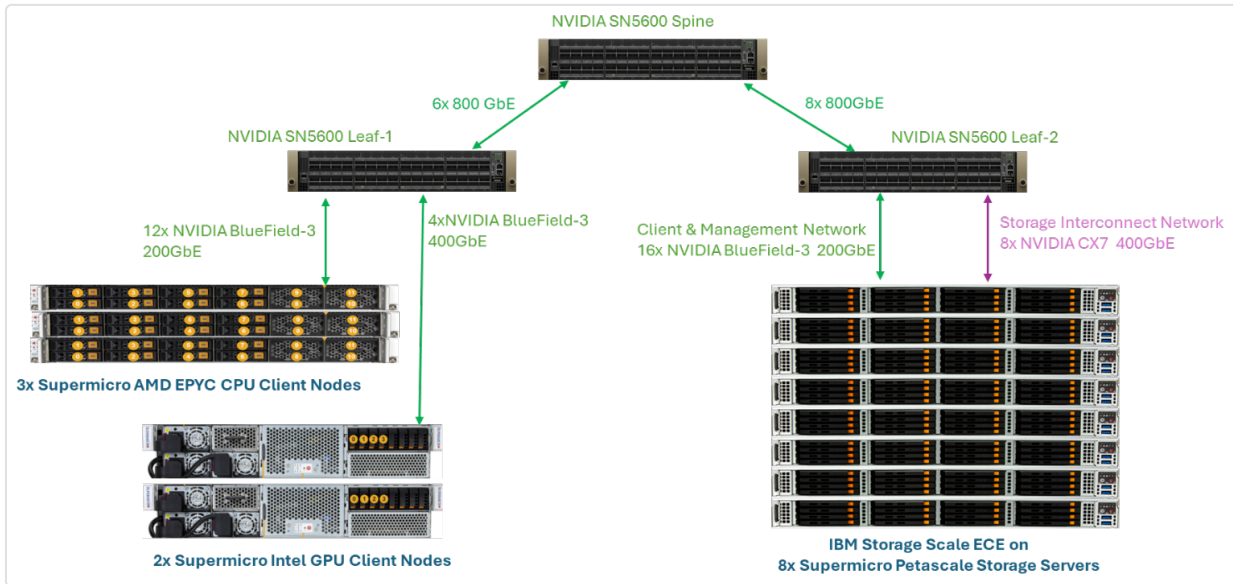 NVIDIA SN5600 Spine
6x 800 GbE
8x 800GbE
NVIDIA SN5600 Leaf-1
NVIDIA SN5600 Leaf-2
12x NVIDIA BlueField-3
200GbE
4xNVIDIA BlueField-3
400GbE
Client & Management Network
16x NVIDIA BlueField-3 200GbE
Storage Interconnect Network
8x NVIDIA CX7 400GbE
3x Supermicro AMD EPYC CPU Client Nodes
2x Supermicro Intel GPU Client Nodes
IBM Storage Scale ECE on
8x Supermicro Petascale Storage Servers